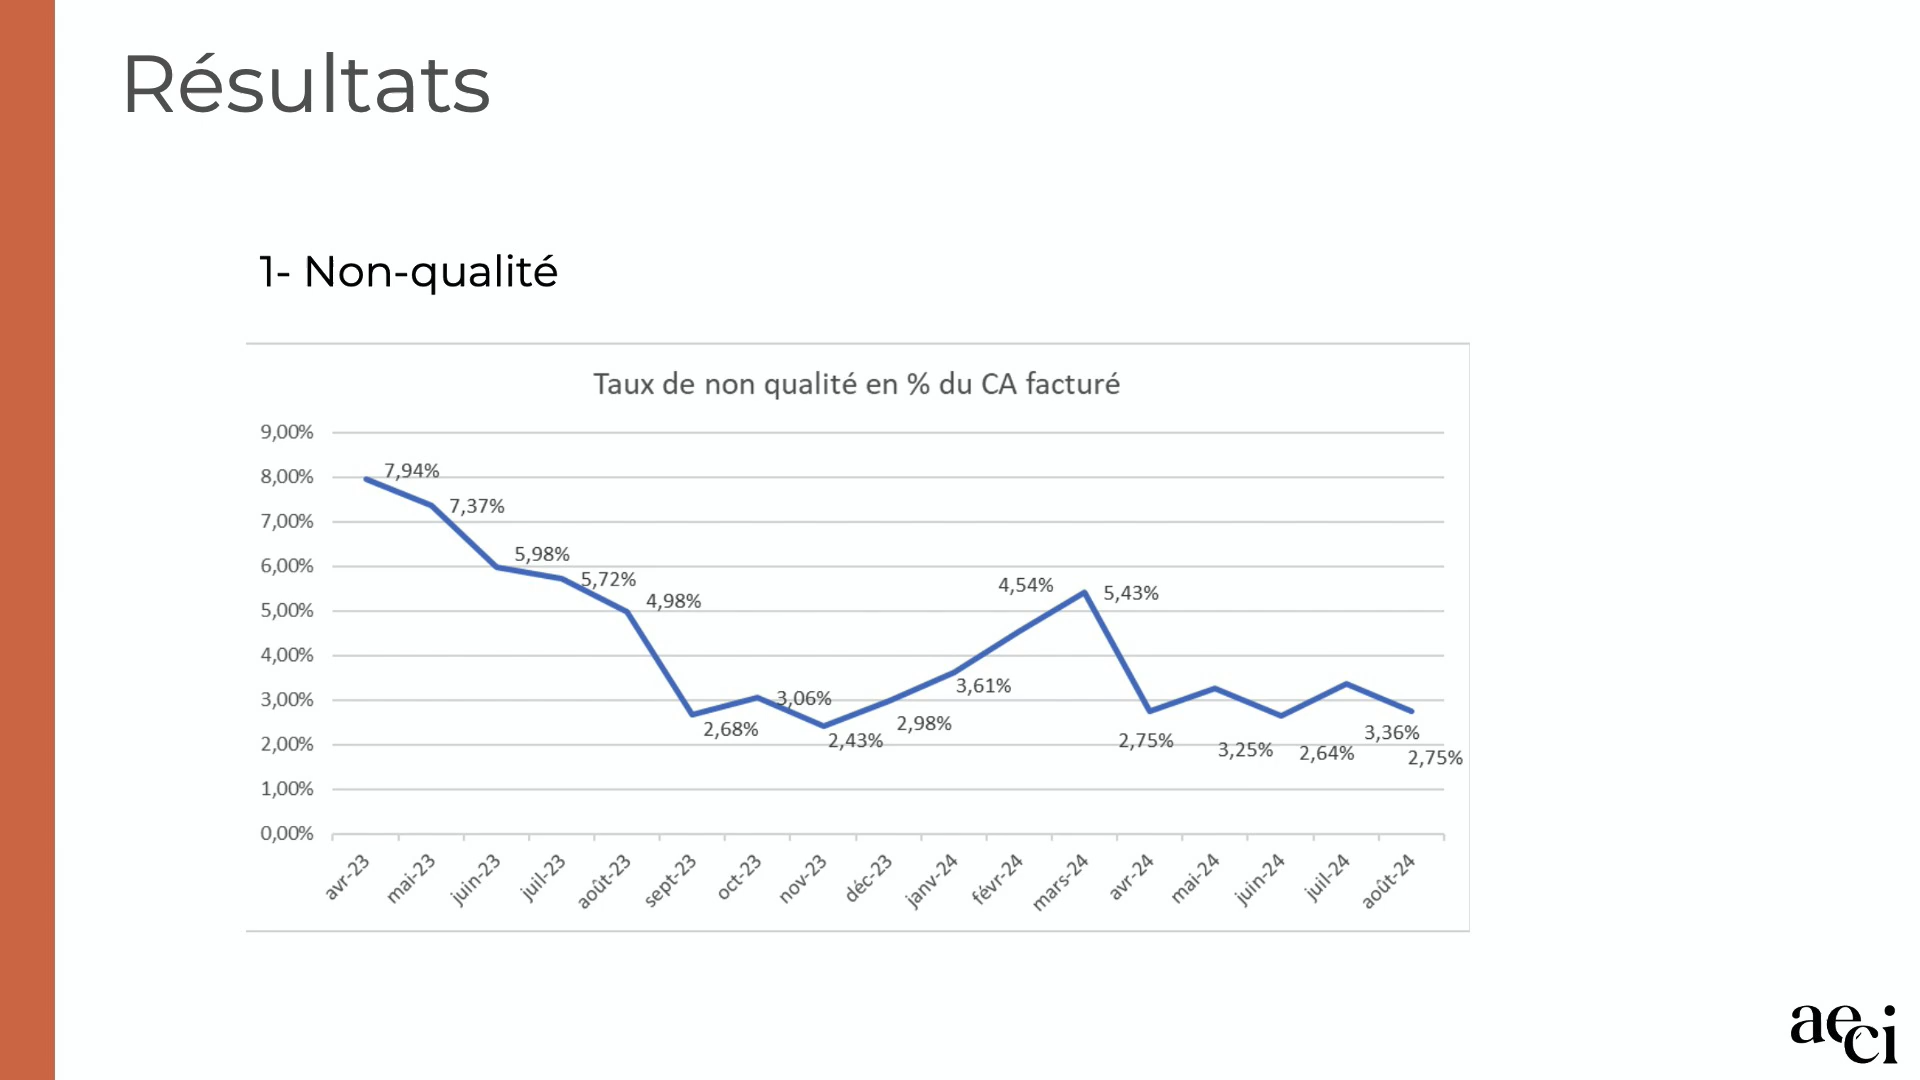 Résultats
1- Non-qualité
Taux de non qualité en % du CA facturé
9,00%
8,00%
7,00%
6,00%
5,00%
4,00%
3,00%
2,00%
1,00%
0,00%
7,94%
7,37%
5,98%
5,72%
4,98%
2,68%
3,06%
2,43%
2,98%
3,61%
4,54%
5,43%
2,75%
3,25%
2,64%
3,36%
2,75%
avr-23
mai-23
juin-23
juil-23
août-23
sept-23
oct-23
nov-23
déc-23
janv-24
févr-24
mars-24
avr-24
mai-24
juin-24
juil-24
août-24
aeci